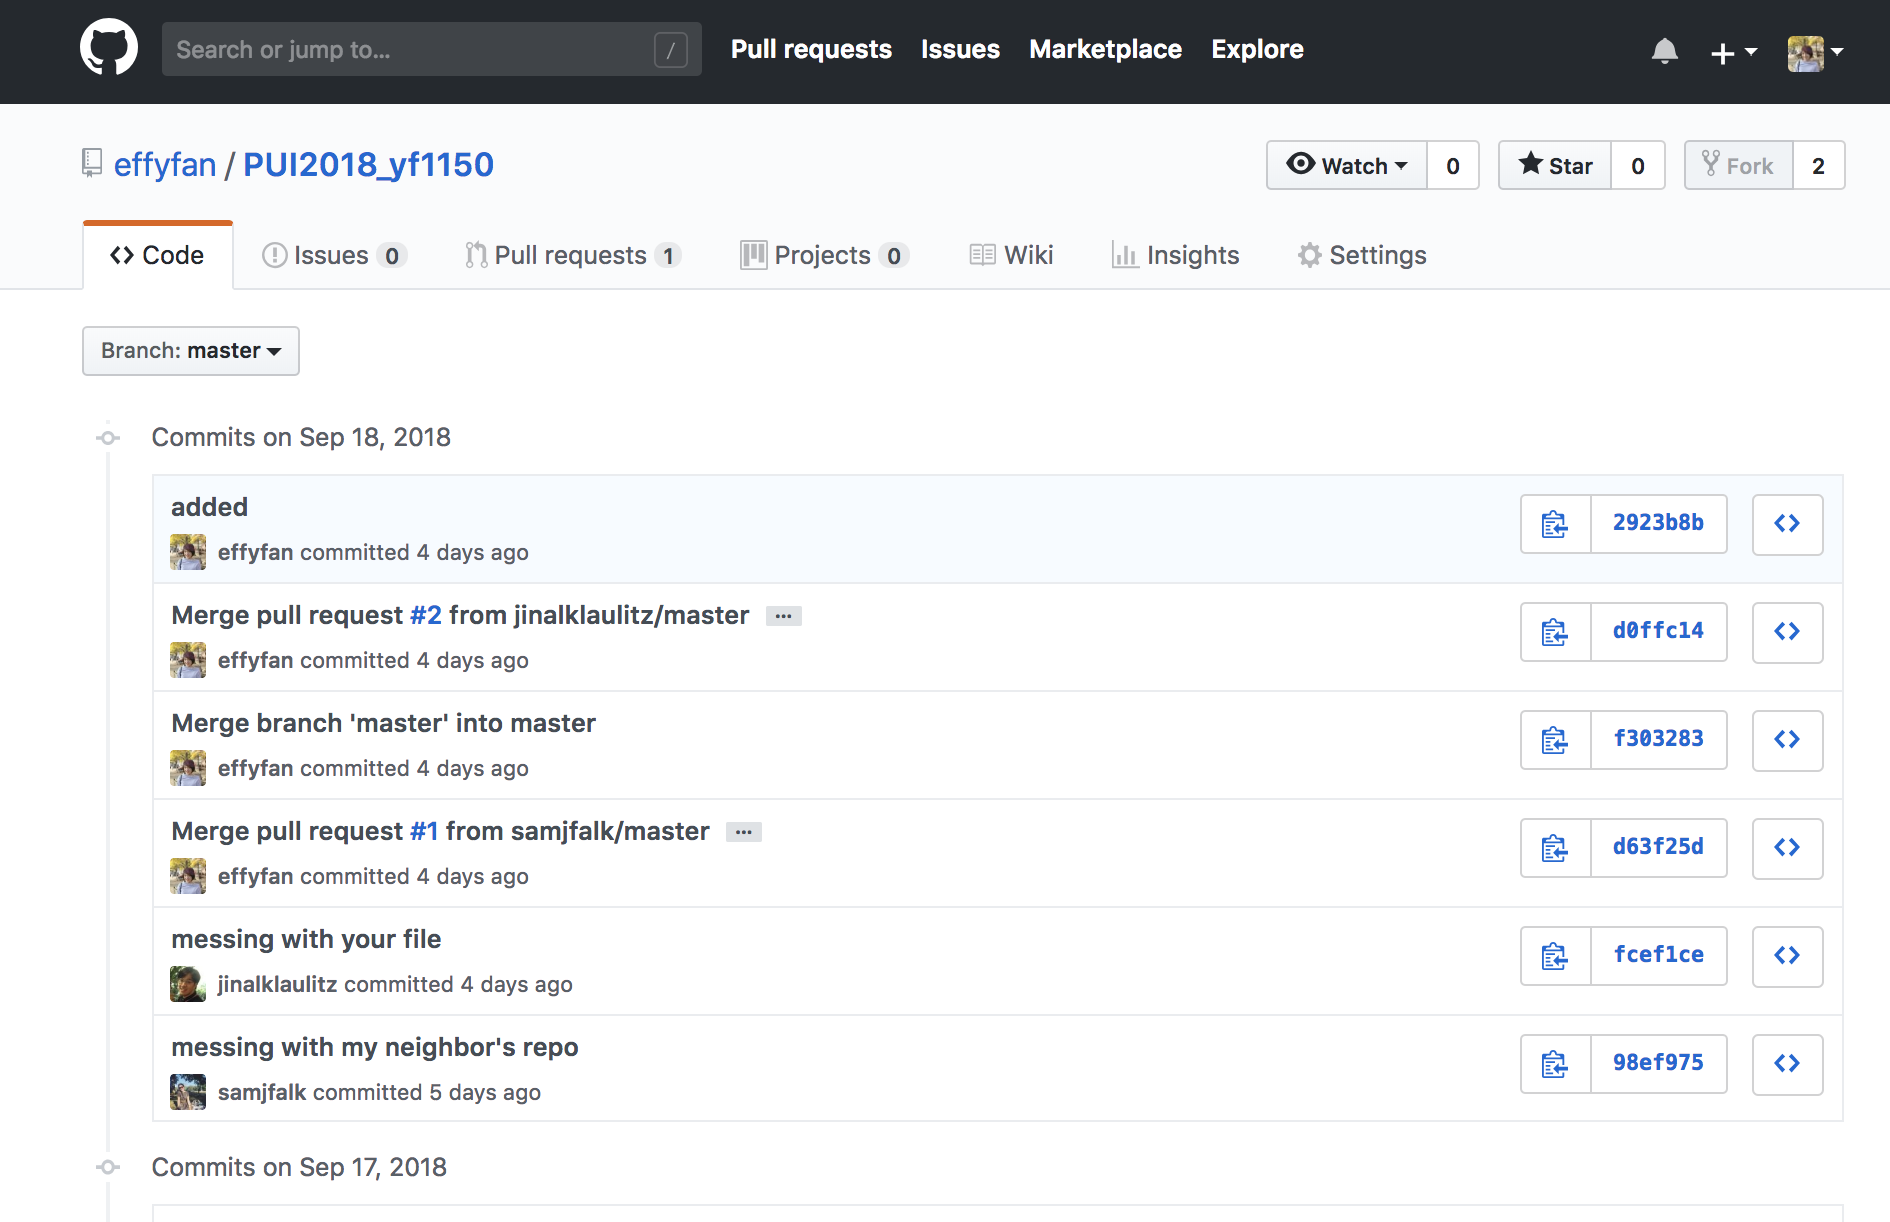 Search or jump to... / Pull requests Issues Marketplace Explore
effyfan / PUI2018_yf1150 Watch 0 Star 0 Fork 2
Code Issues 0 Pull requests 1 Projects 0 Wiki Insights Settings
Branch: master
Commits on Sep 18, 2018
added
effyfan committed 4 days ago
2923b8b
Merge pull request #2 from jinalklaulitz/master ...
effyfan committed 4 days ago
d0ffc14
Merge branch 'master' into master
effyfan committed 4 days ago
f303283
Merge pull request #1 from samjfalk/master ...
effyfan committed 4 days ago
d63f25d
messing with your file
jinalklaulitz committed 4 days ago
fcef1ce
messing with my neighbor's repo
samjfalk committed 5 days ago
98ef975
Commits on Sep 17, 2018